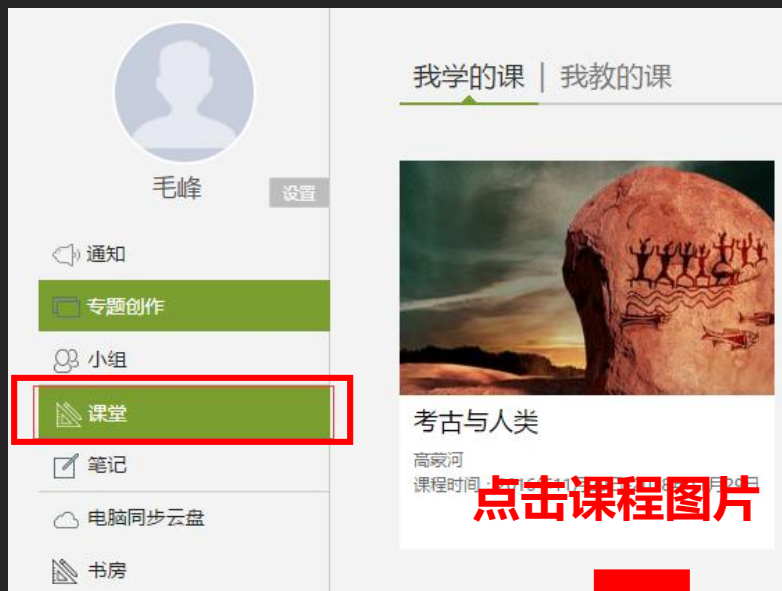 毛峰
设置
通知
专题创作
小组
课堂
笔记
电脑同步云盘
书房
我学的课 | 我教的课
考古与人类
高蒙河
课程时间
点击课程图片